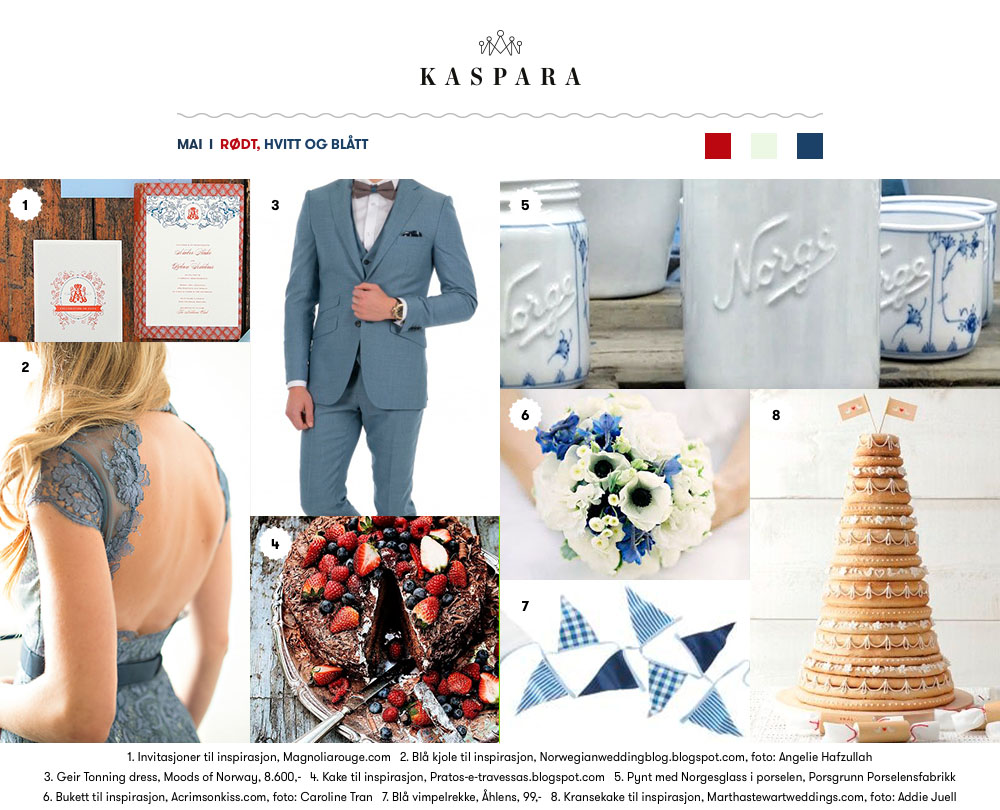 KASPARA
MAI I RØDT, HVITT OG BLÅTT
1
3
5
Norges
Norges
2
6
8
4
7
1. Invitasjoner til inspirasjon, Magnoliarouge.com 2. Blå kjole til inspirasjon, Norwegianweddingblog.blogspot.com, foto: Angelie Hafzullah
3. Geir Tonning dress, Moods of Norway, 8.600,- 4. Kake til inspirasjon, Pratos-e-travessas.blogspot.com 5. Pynt med Norgesglass i porselen, Porsgrunn Porselensfabrikk
6. Bukett til inspirasjon, Acrimsonkiss.com, foto: Caroline Tran 7. Blå vimpelrekke, Åhlens, 99,- 8. Kransekake til inspirasjon, Marthastewartweddings.com, foto: Addie Juell